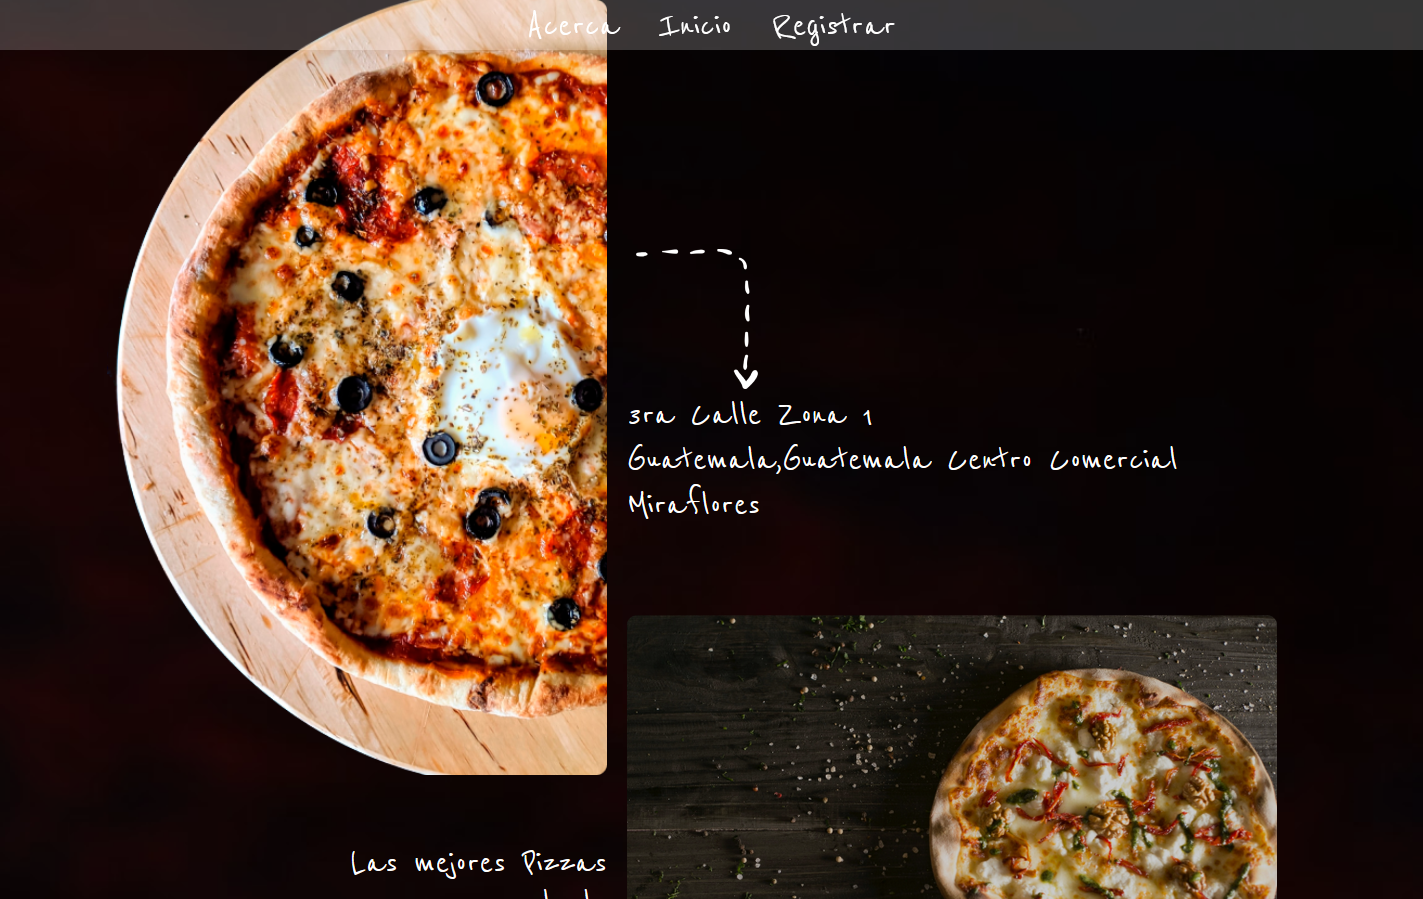 Acerca Inicio Registrar
3ra Calle Zona 1
Guatemala,Guatemala Centro Comercial
Miraflores
Las mejores Pizzas